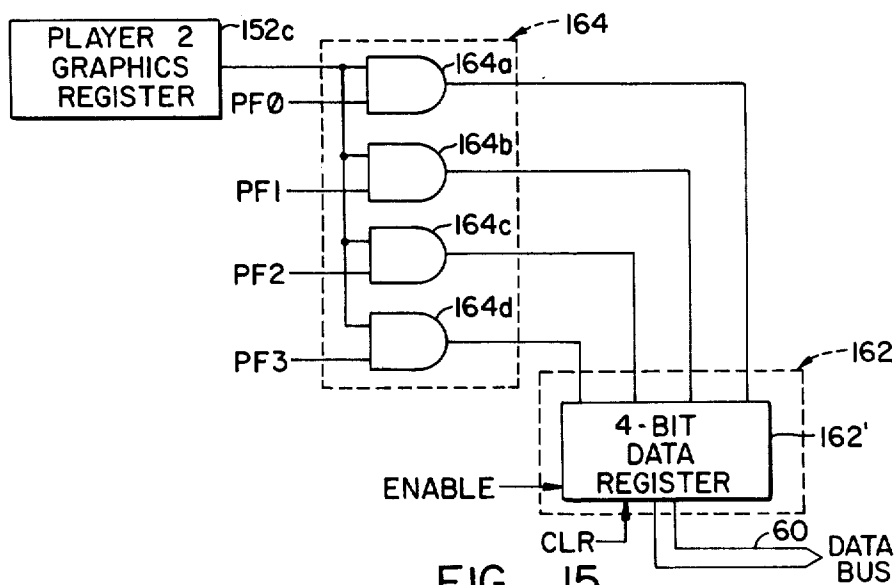 PLAYER 2
GRAPHICS
REGISTER
152c
164
164a
PFØ
164b
PF1
164c
PF2
164d
PF3
162
4-BIT
DATA
REGISTER
162'
ENABLE
CLR
60
DATA
BUS
FIG. 15